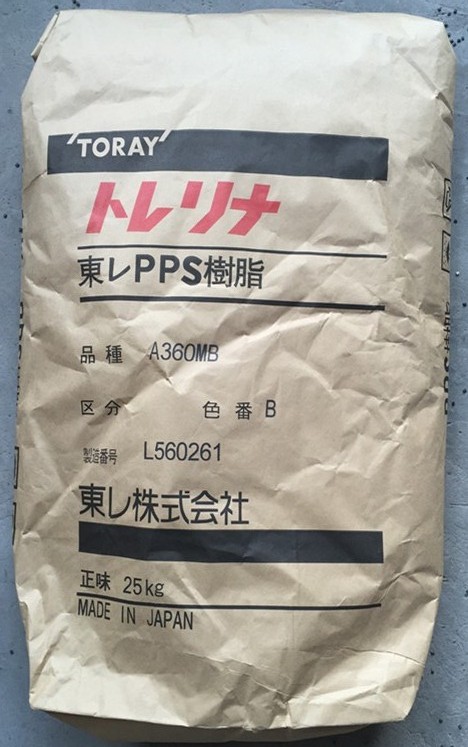 'TORAY'
トレリナ
東レPPS樹脂
品種 A360MB
区分 色番 B
製造番号 L560261
東レ株式会社
正味 25kg
MADE IN JAPAN